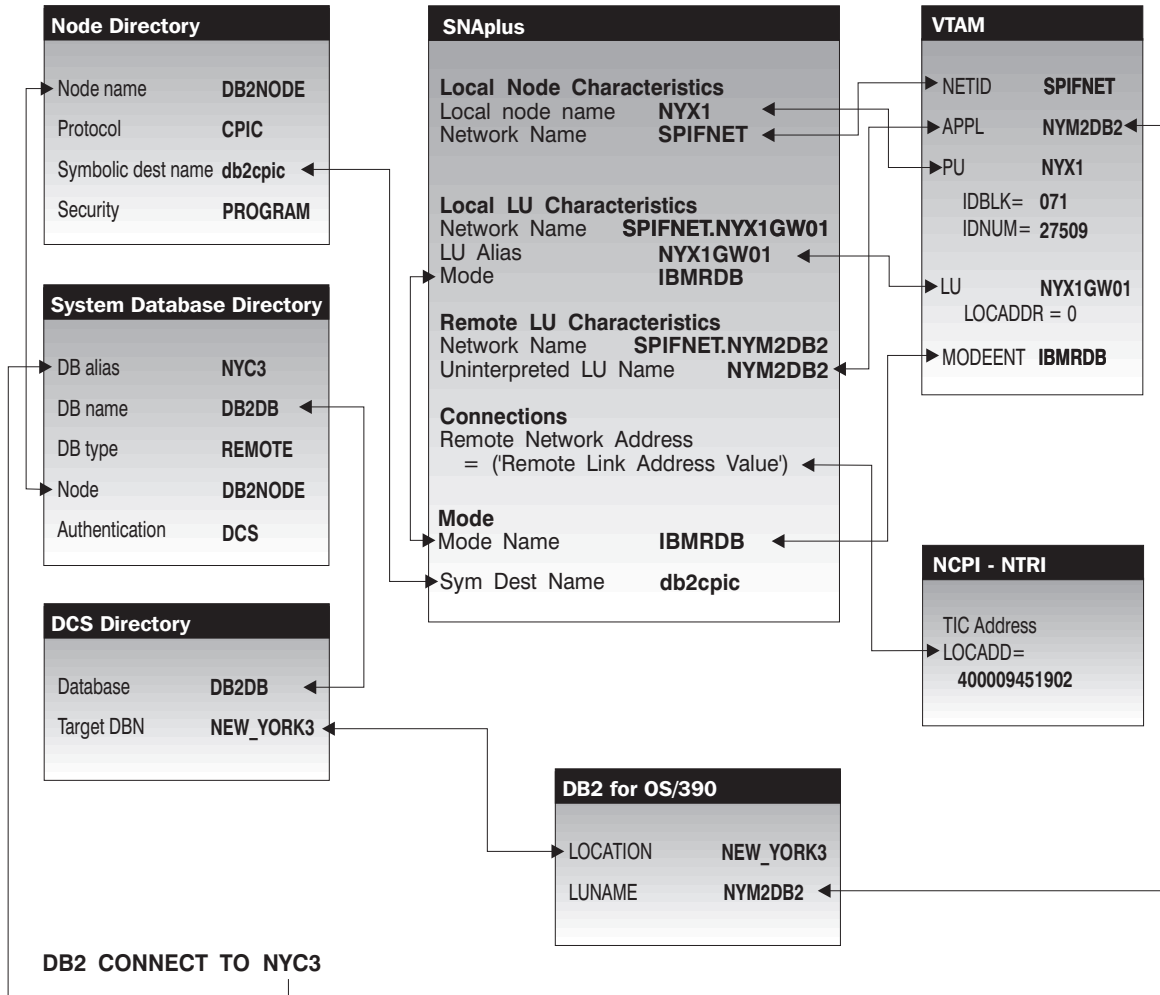 Node Directory
Node name DB2NODE
Protocol CPIC
Symbolic dest name db2cpic
Security PROGRAM
System Database Directory
DB alias NYC3
DB name DB2DB
DB type REMOTE
Node DB2NODE
Authentication DCS
DCS Directory
Database DB2DB
Target DBN NEW_YORK3
SNAplus
Local Node Characteristics
Local node name NYX1
Network Name SPIFNET
Local LU Characteristics
Network Name SPIFNET.NYX1GW01
LU Alias NYX1GW01
Mode IBMRDB
Remote LU Characteristics
Network Name SPIFNET.NYM2DB2
Uninterpreted LU Name NYM2DB2
Connections
Remote Network Address
= ('Remote Link Address Value')
Mode
Mode Name IBMRDB
Sym Dest Name db2cpic
VTAM
NETID SPIFNET
APPL NYM2DB2
PU NYX1
IDBLK= 071
IDNUM= 27509
LU NYX1GW01
LOCADDR = 0
MODEENT IBMRDB
NCPI - NTRI
TIC Address
LOCADD=
400009451902
DB2 for OS/390
LOCATION NEW_YORK3
LUNAME NYM2DB2
DB2 CONNECT TO NYC3